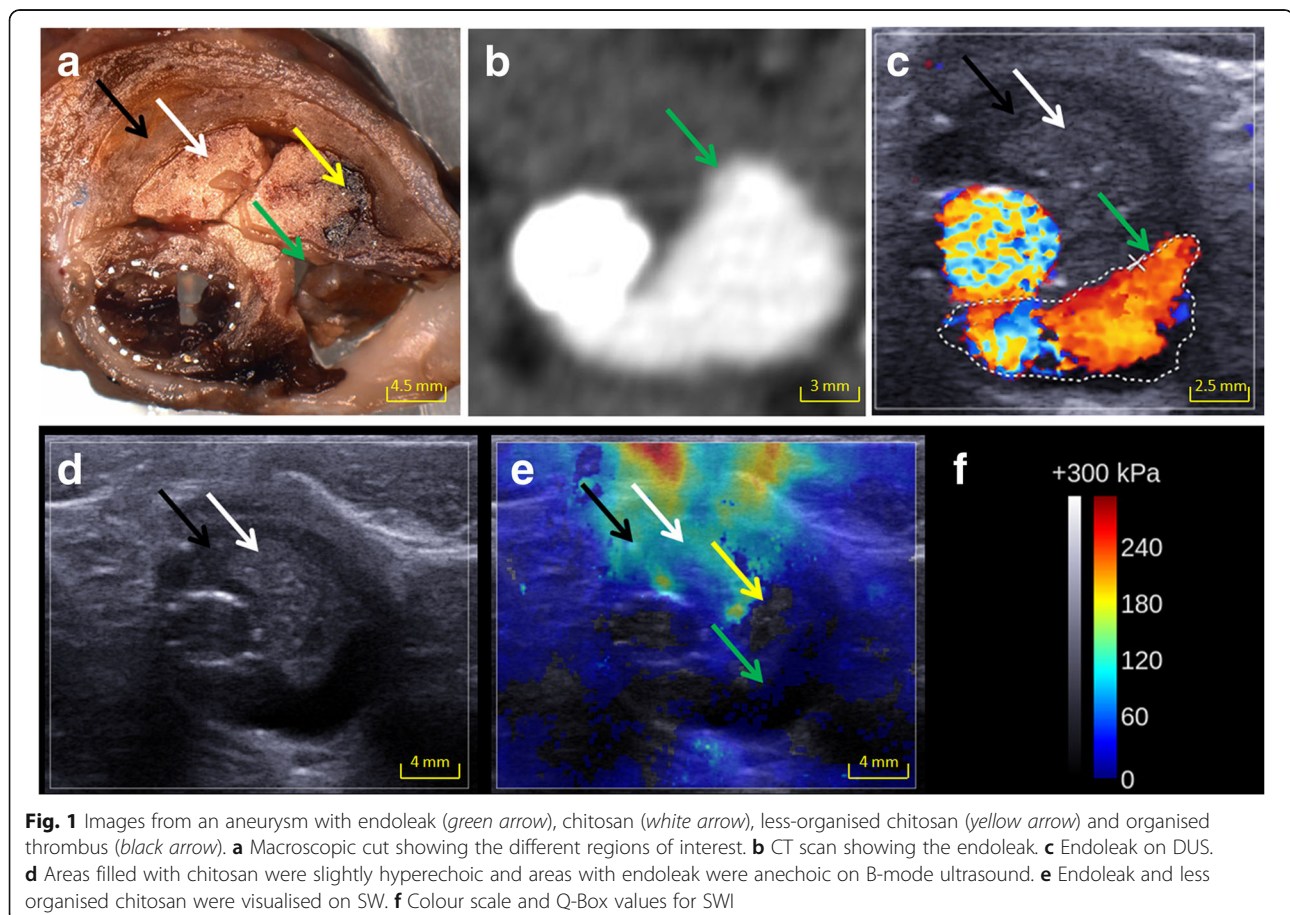 a
b
c
4.5 mm
3 mm
2.5 mm
d
e
f
+300 kPa
240
180
120
60
0
4 mm
4 mm
Fig. 1 Images from an aneurysm with endoleak (green arrow), chitosan (white arrow), less-organised chitosan (yellow arrow) and organised
thrombus (black arrow). a Macroscopic cut showing the different regions of interest. b CT scan showing the endoleak. c Endoleak on DUS.
d Areas filled with chitosan were slightly hyperechoic and areas with endoleak were anechoic on B-mode ultrasound. e Endoleak and less
organised chitosan were visualised on SW. f Colour scale and Q-Box values for SWI